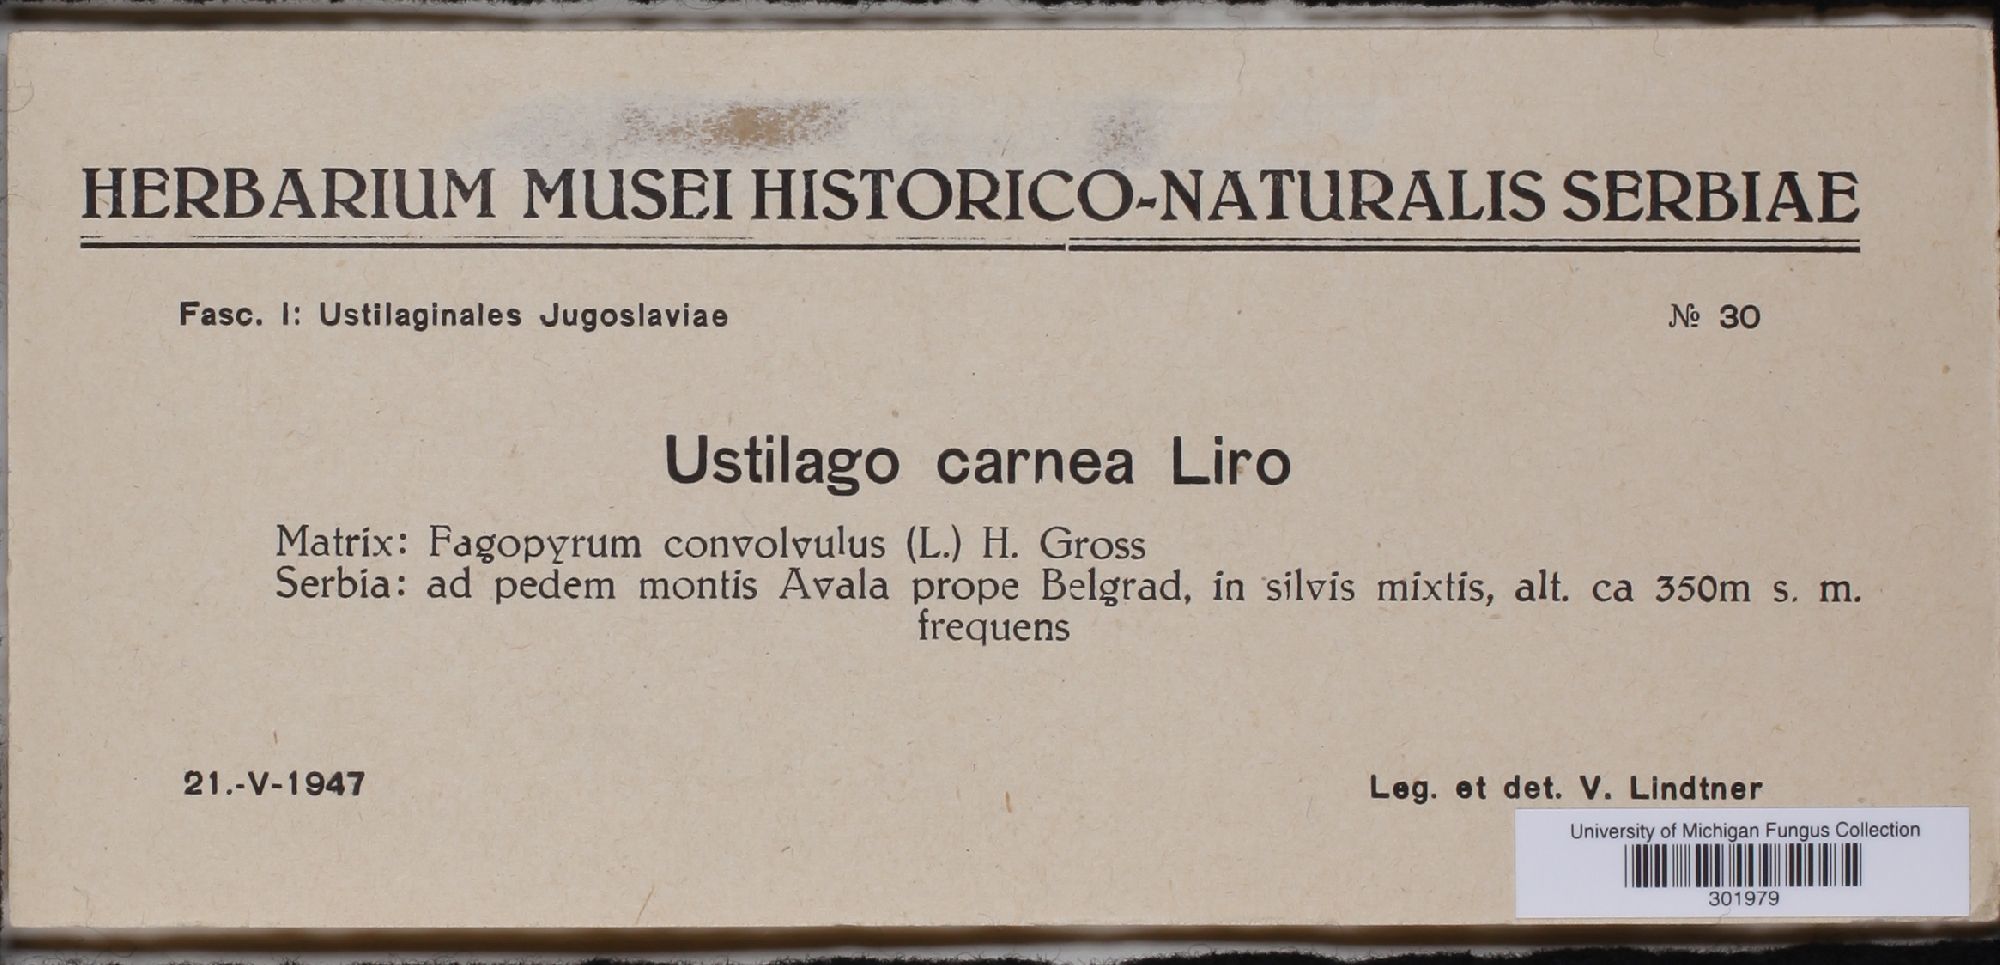 HERBARIUM MUSEI HISTORICO-NATURALIS SERBIAE
Fasc. I: Ustilaginales Jugoslaviae № 30
Ustilago carnea Liro
Matrix: Fagopyrum convolvulus (L.) H. Gross
Serbia: ad pedem montis Avala prope Belgrad, in silvis mixtis, alt. ca 350m s. m.
frequens
21.-V-1947 Leg. et det. V. Lindtner
University of Michigan Fungus Collection
301979